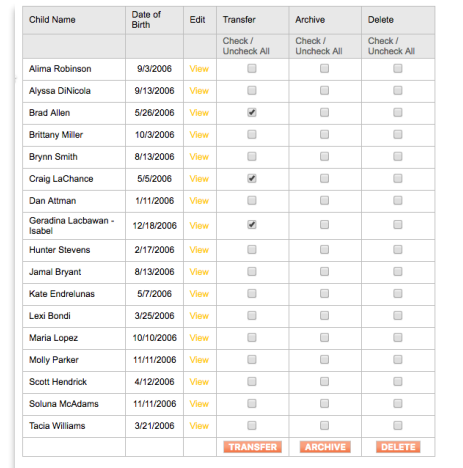 Child Name Date of Birth Edit Transfer Archive Delete
Check / Uncheck All Check / Uncheck All Check / Uncheck All
Alima Robinson 9/3/2006 View
Alyssa DiNicola 9/13/2006 View
Brad Allen 5/26/2006 View
Brittany Miller 10/3/2006 View
Brynn Smith 8/13/2006 View
Craig LaChance 5/5/2006 View
Dan Attman 1/11/2006 View
Geradina Lacbawan - Isabel 12/18/2006 View
Hunter Stevens 2/17/2006 View
Jamal Bryant 8/13/2006 View
Kate Endrelunas 5/7/2006 View
Lexi Bondi 3/25/2006 View
Maria Lopez 10/10/2006 View
Molly Parker 11/11/2006 View
Scott Hendrick 4/12/2006 View
Soluna McAdams 11/11/2006 View
Tacia Williams 3/21/2006 View
TRANSFER ARCHIVE DELETE